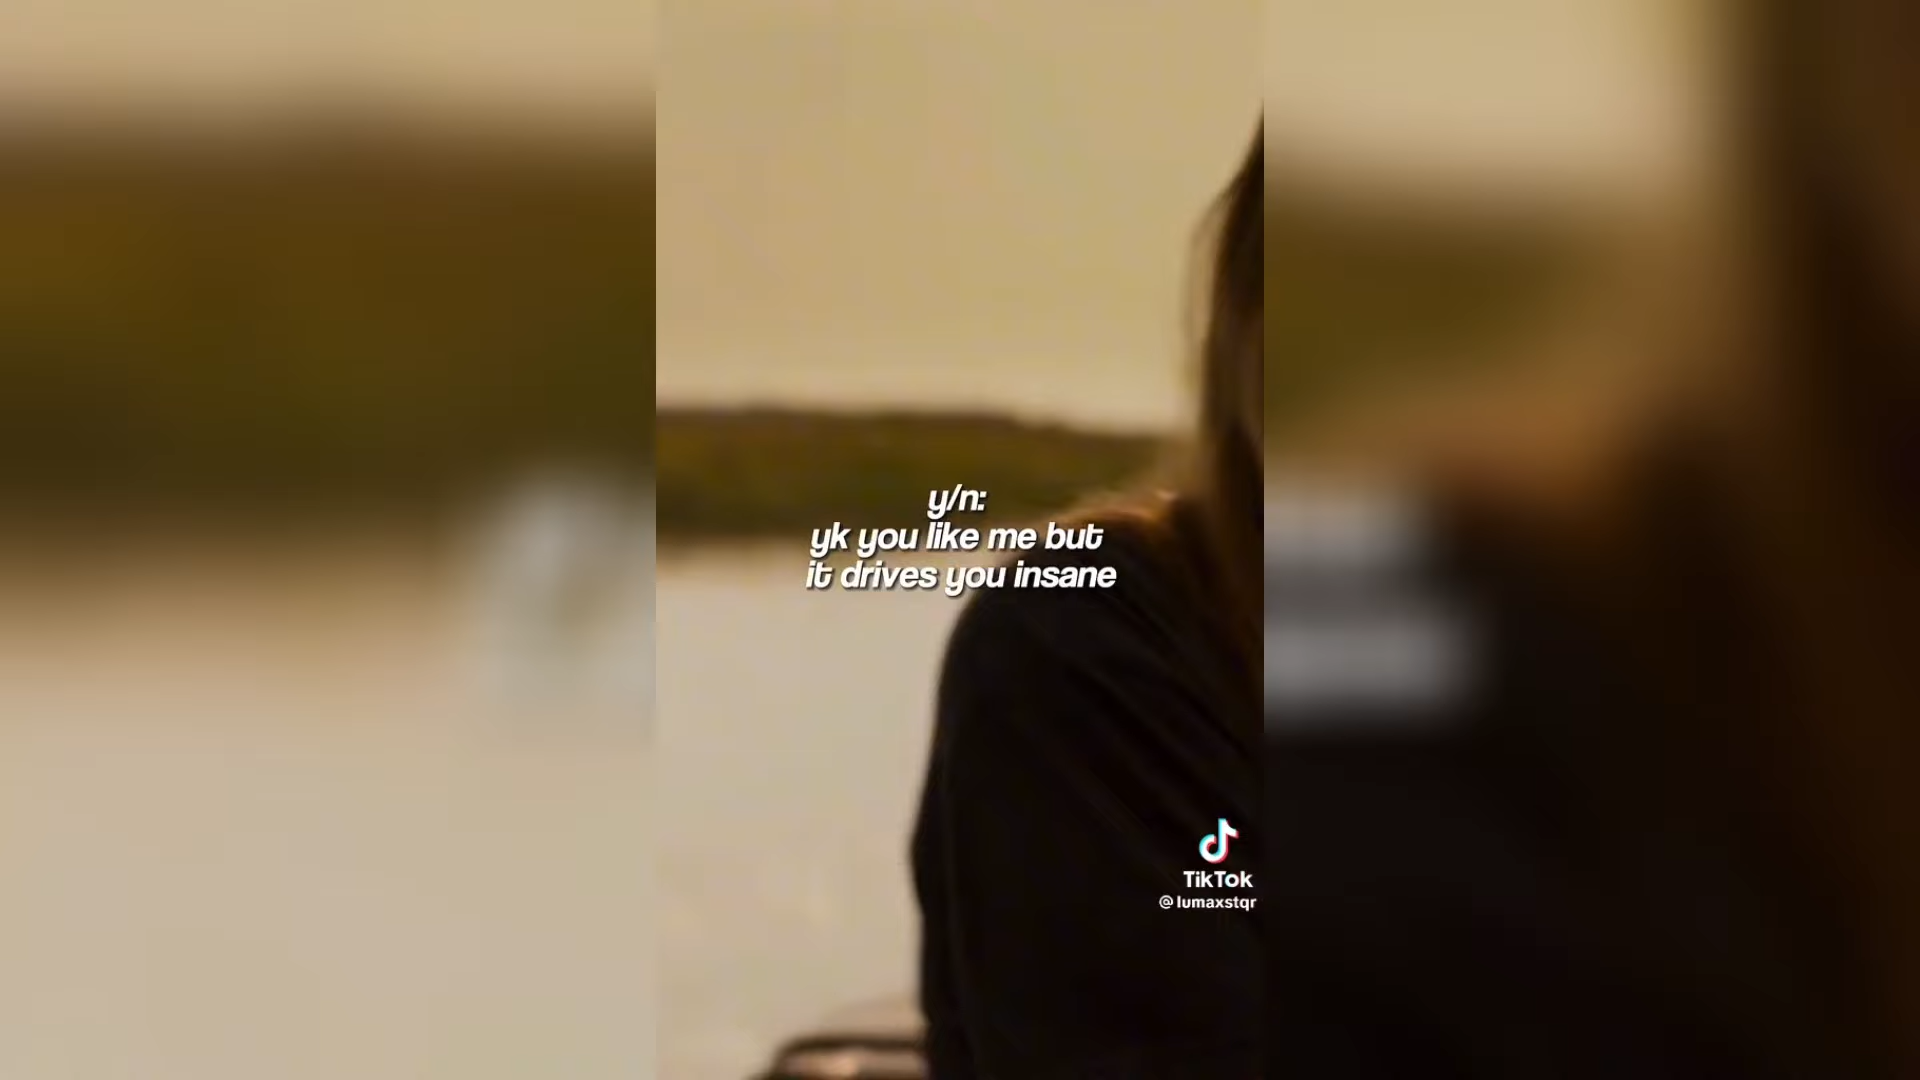 y/n:
yk you like me but
it drives you insane
TikTok
@lumaxstqr